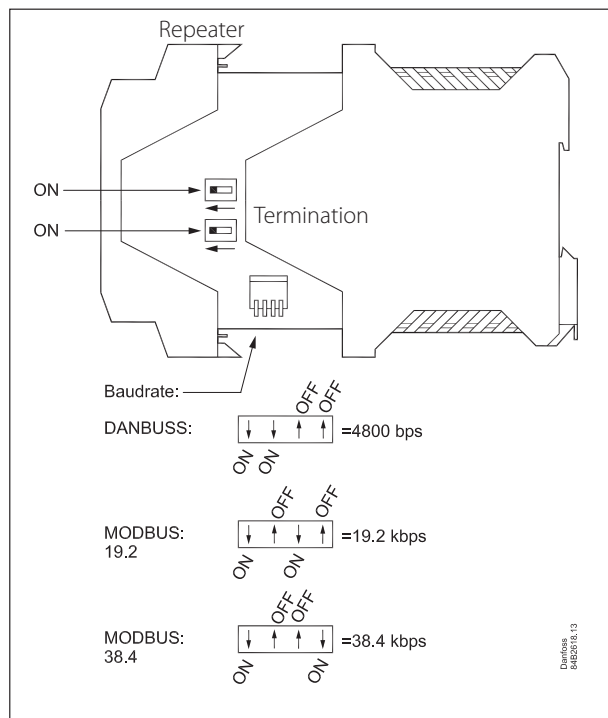 Repeater
ON
Termination
ON
Baudrate:
OFF OFF
DANBUSS: =4800 bps
ON ON
OFF OFF
MODBUS: =19.2 kbps
19.2
ON ON
OFF OFF
MODBUS: =38.4 kbps
38.4
ON ON
Danfoss
84B2618.13